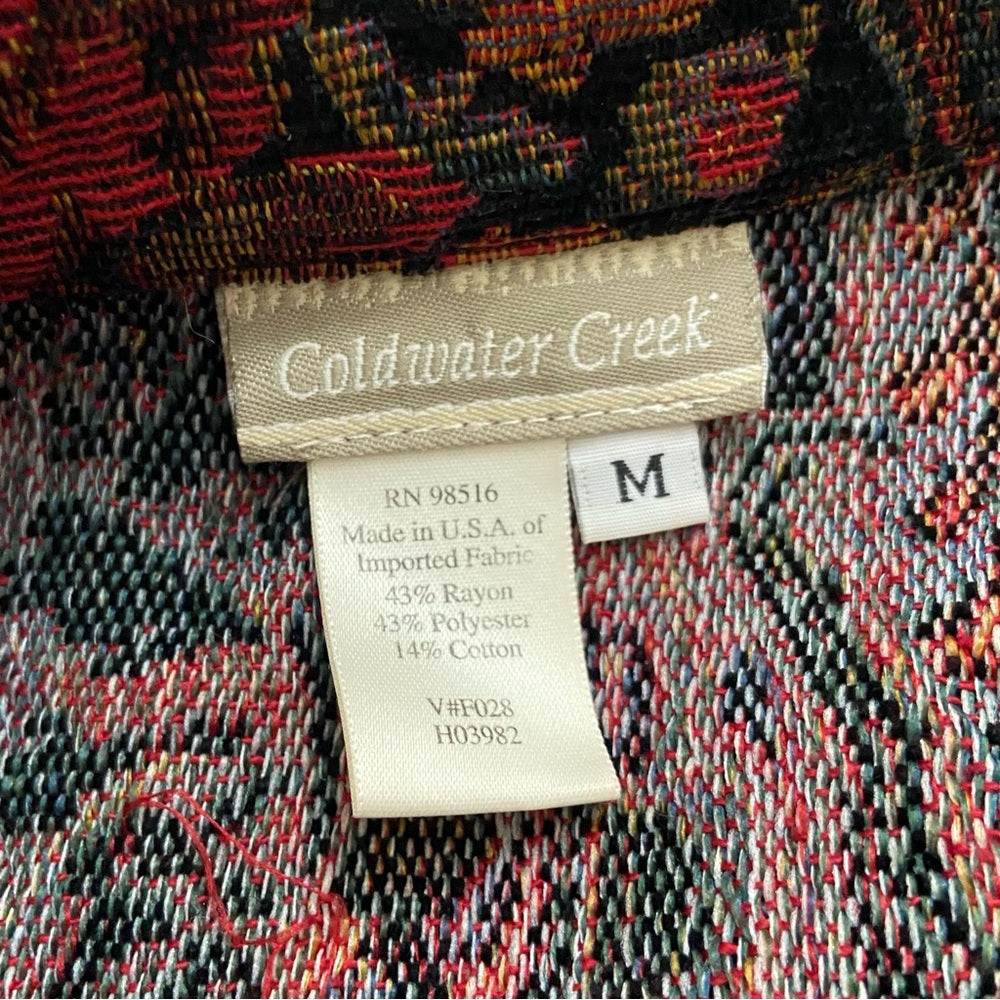 Coldwater Creek
M
RN 98516
Made in U.S.A. of
Imported Fabric
43% Rayon
43% Polyester
14% Cotton
V#F028
H03982